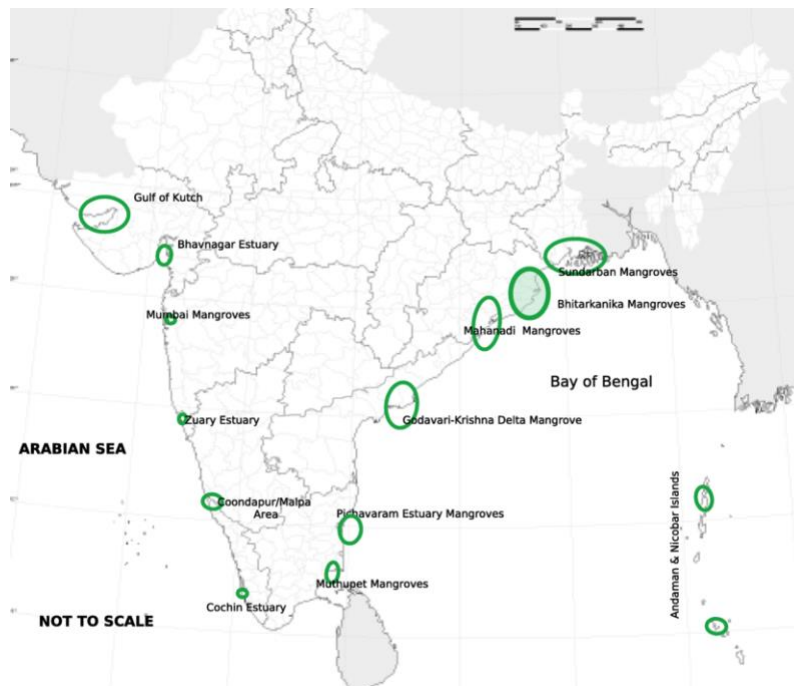 Gulf of Kutch
Bhavnagar Estuary
Sundarban Mangroves
Bhitarkanika Mangroves
Mumbai Mangroves
Mahanadi Mangroves
Bay of Bengal
Zuary Estuary
Godavari-Krishna Delta Mangrove
ARABIAN SEA
Coondapur/Malpa
Area
Pichavaram Estuary Mangroves
Andaman & Nicobar Islands
Muthupet Mangroves
Cochin Estuary
NOT TO SCALE